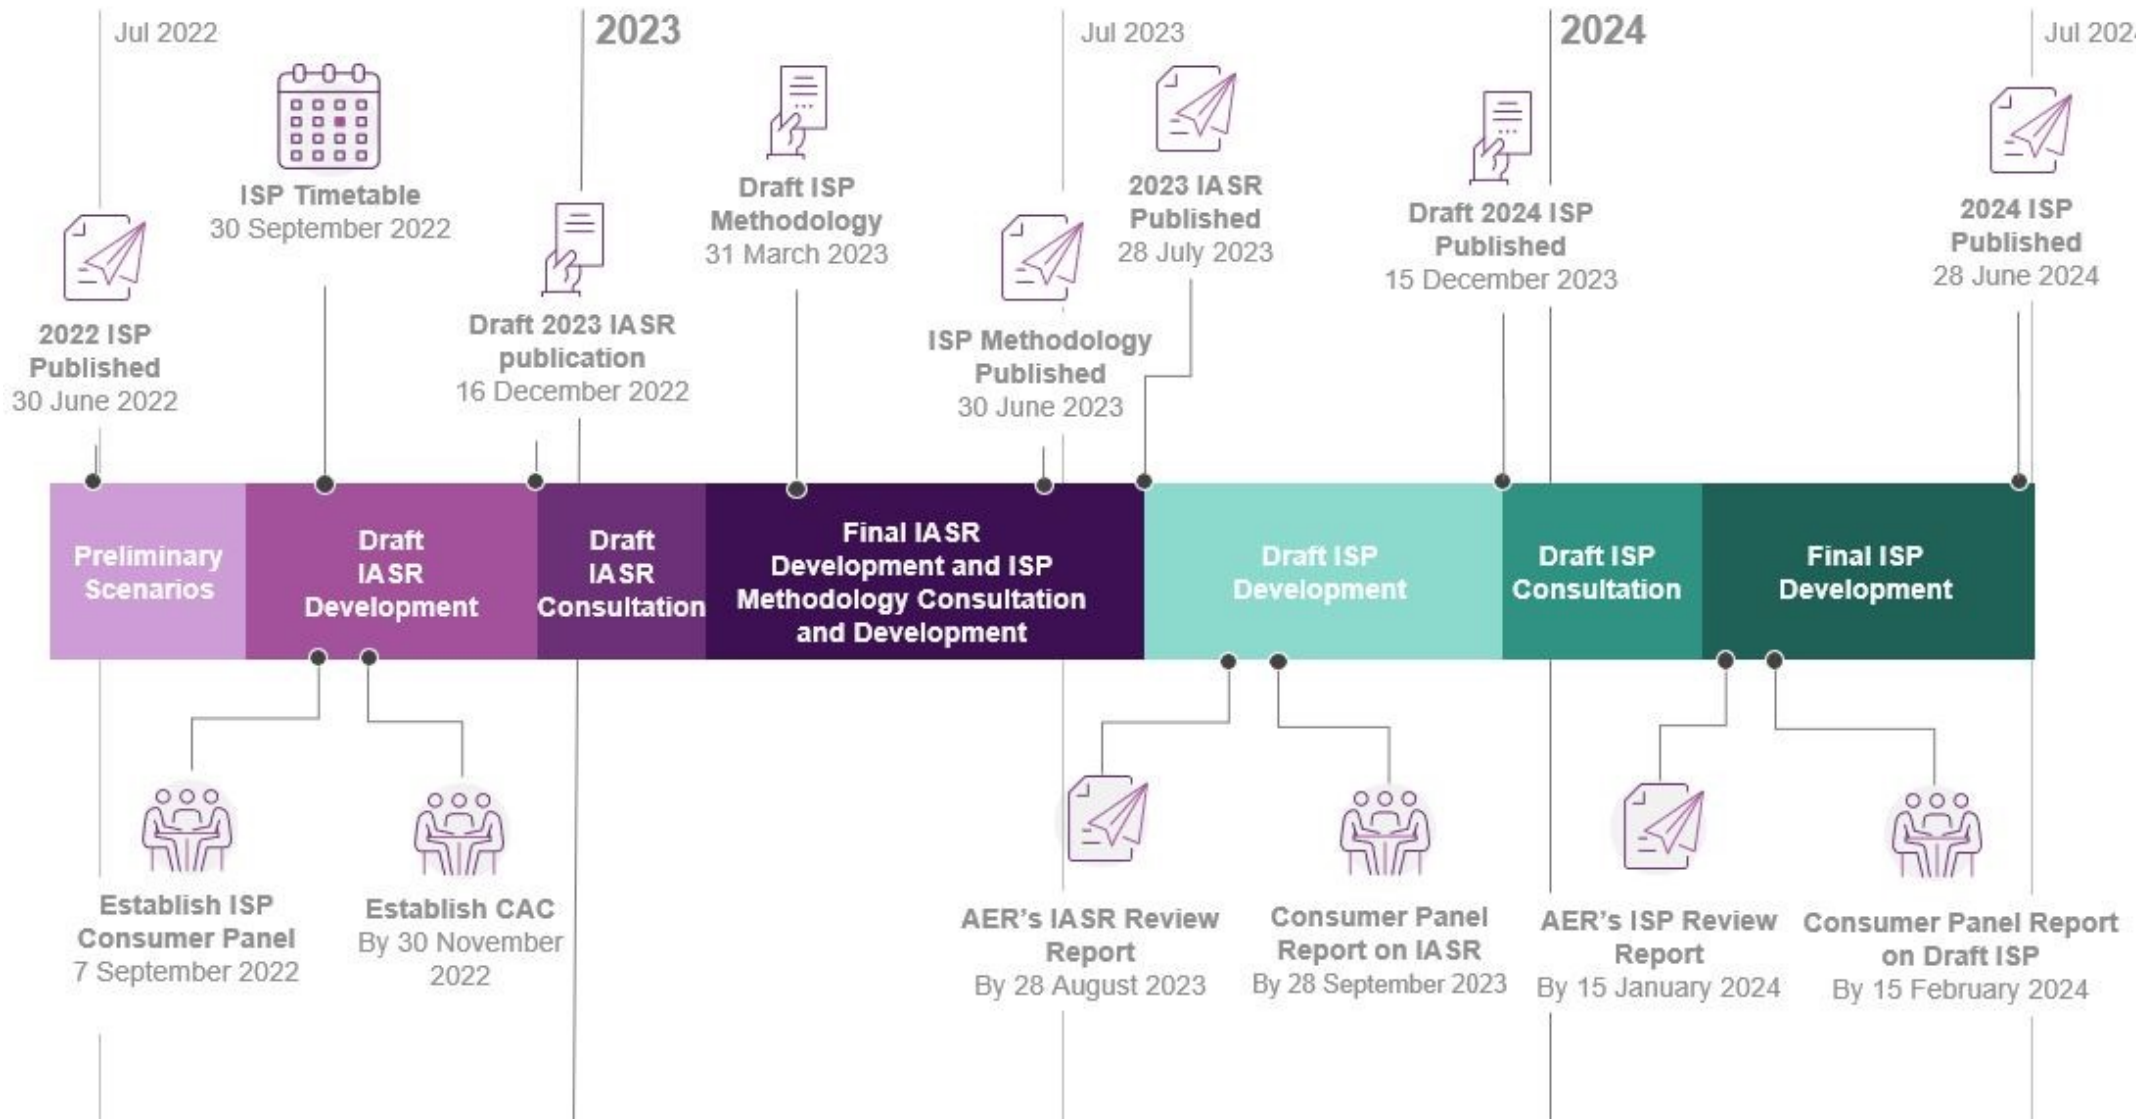 Jul 2022
2023
Jul 2023
2024
Jul 2024
ISP Timetable
30 September 2022
Draft ISP
Methodology
31 March 2023
2023 IASR
Published
28 July 2023
Draft 2024 ISP
Published
15 December 2023
2024 ISP
Published
28 June 2024
2022 ISP
Published
30 June 2022
Draft 2023 IASR
publication
16 December 2022
ISP Methodology
Published
30 June 2023
Preliminary
Scenarios
Draft
IASR
Development
Draft
IASR
Consultation
Final IASR
Development and ISP
Methodology Consultation
and Development
Draft ISP
Development
Draft ISP
Consultation
Final ISP
Development
Establish ISP
Consumer Panel
7 September 2022
Establish CAC
By 30 November
2022
AER's IASR Review
Report
By 28 August 2023
Consumer Panel
Report on IASR
By 28 September 2023
AER's ISP Review
Report
By 15 January 2024
Consumer Panel Report
on Draft ISP
By 15 February 2024